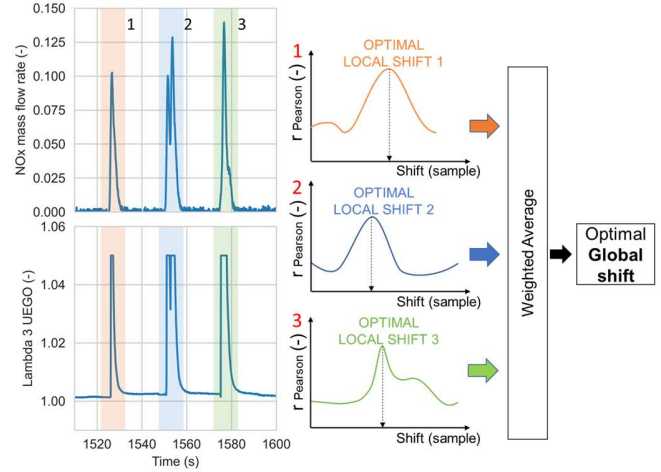 0.150
0.125
0.100
0.075
0.050
0.025
0.000
NOx mass flow rate (-)
1 2 3
1.06
1.04
1.02
1.00
Lambda 3 UEGO (-)
1520 1540 1560 1580 1600
Time (s)
1
OPTIMAL
LOCAL SHIFT 1
r Pearson (-)
Shift (sample)
2
OPTIMAL
LOCAL SHIFT 2
r Pearson (-)
Shift (sample)
3
OPTIMAL
LOCAL SHIFT 3
r Pearson (-)
Shift (sample)
Weighted Average
Optimal
Global
shift